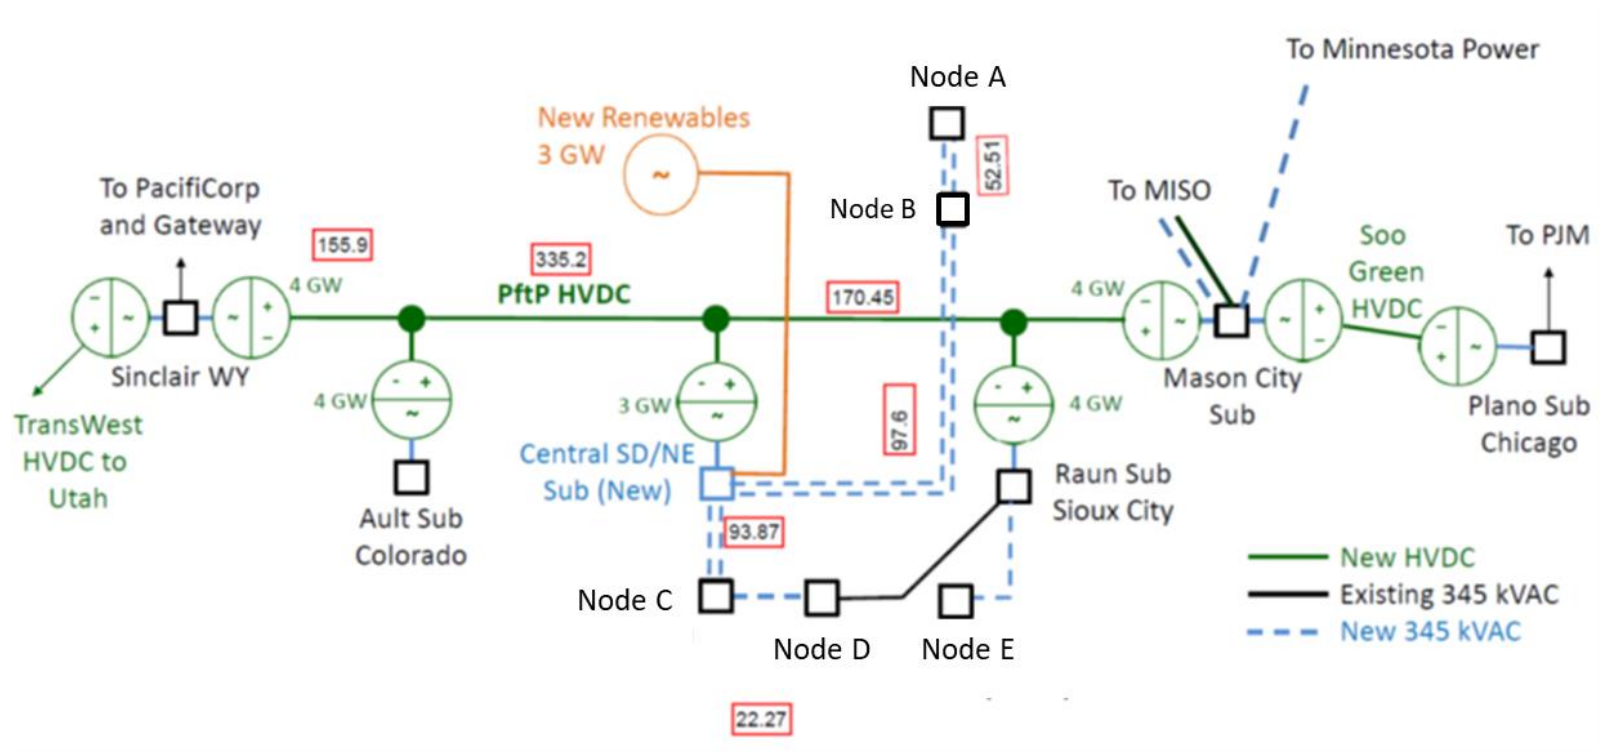 To Minnesota Power
Node A
New Renewables
3 GW
~
52.51
To PacifiCorp
and Gateway
To MISO
Node B
Soo
Green
HVDC
To PJM
155.9
335.2
4 GW
PftP HVDC
170.45
4 GW
- + ~
~ + -
- + ~
~ + -
- + ~
Sinclair WY
Mason City
Sub
Plano Sub
Chicago
TransWest
HVDC to
Utah
- +
~
4 GW
- +
~
3 GW
- +
~
4 GW
97.6
Central SD/NE
Sub (New)
Raun Sub
Sioux City
Ault Sub
Colorado
93.87
Node C
Node D
Node E
New HVDC
Existing 345 kVAC
New 345 kVAC
22.27